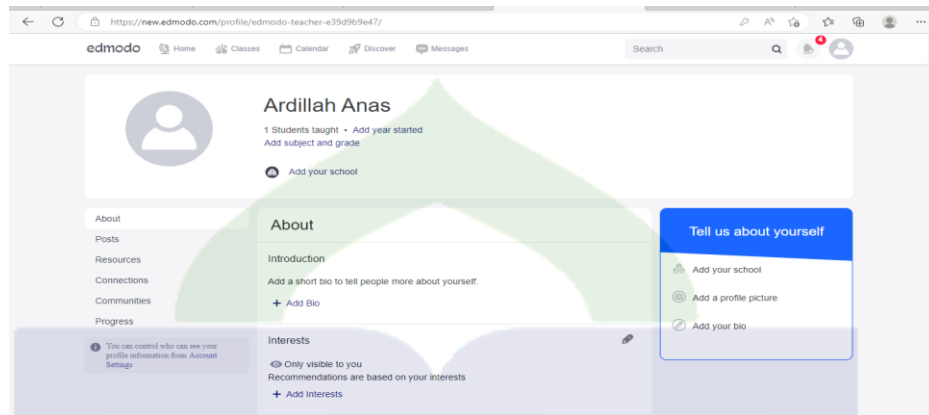 https://new.edmodo.com/profile/edmodo-teacher-e39d9b9e47/
edmodo Home Classes Calendar Discover Messages Search 4
Ardillah Anas
1 Students taught • Add year started
Add subject and grade
Add your school
About
Posts
Resources
Connections
Communities
Progress
You can control who can see your
profile information from Account
Settings
About
Introduction
Add a short bio to tell people more about yourself.
+ Add Bio
Interests
Only visible to you
Recommendations are based on your interests
+ Add Interests
Tell us about yourself
Add your school
Add a profile picture
Add your bio